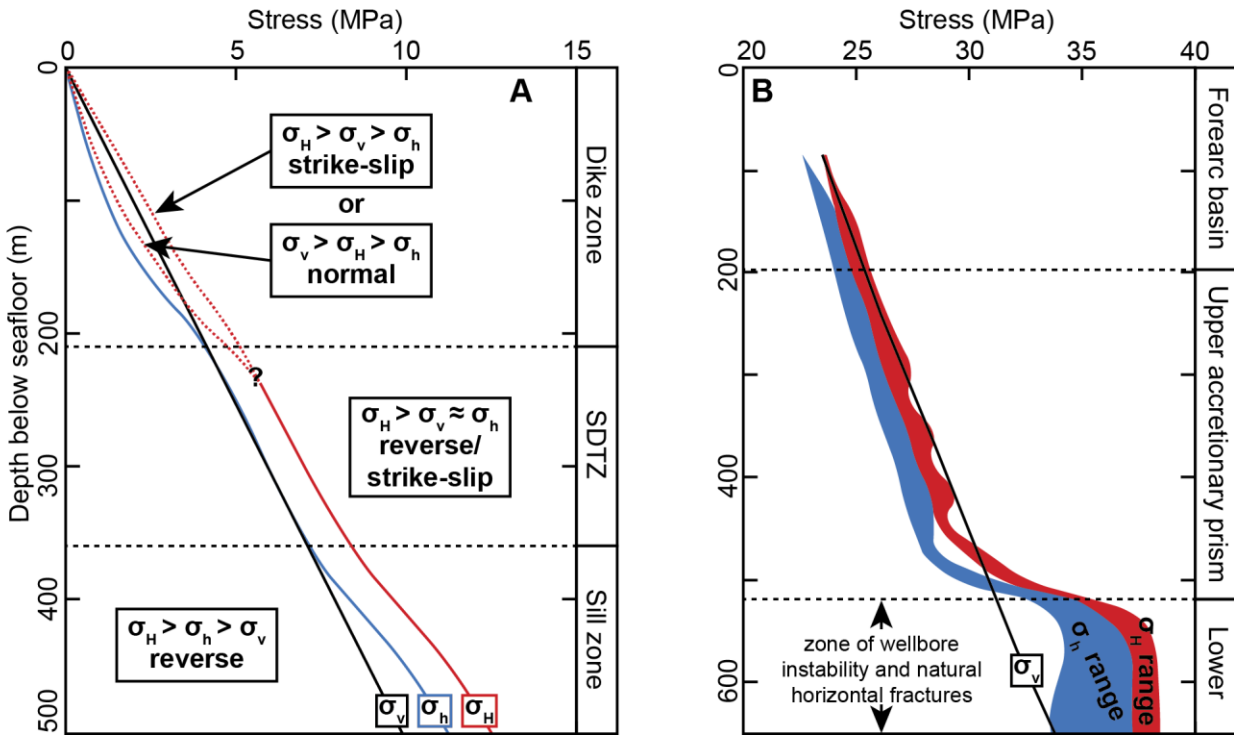 Stress (MPa)
0 5 10 15
A
Depth below seafloor (m)
0
200
300
400
500
σH > σv > σh
strike-slip
or
σv > σH > σh
normal
?
σH > σv ≈ σh
reverse/
strike-slip
σH > σh > σv
reverse
σv σh σH
Dike zone
SDTZ
Sill zone
Stress (MPa)
20 25 30 35 40
B
0
200
400
600
zone of wellbore
instability and natural
horizontal fractures
σv
σh range
σH range
Forearc basin
Upper accretionary prism
Lower